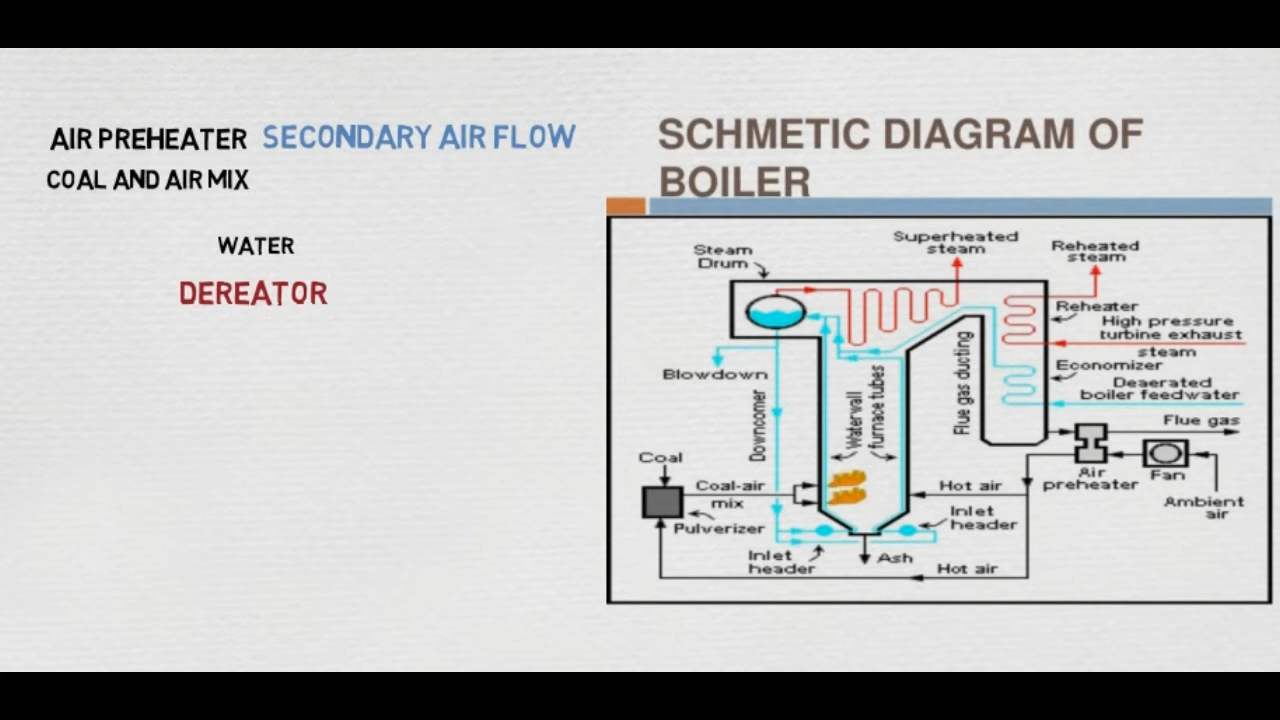 AIR PREHEATER SECONDARY AIR FLOW
COAL AND AIR MIX
WATER
DEREATOR
SCHMETIC DIAGRAM OF
BOILER
Superheated
steam
Reheated
steam
Steam
Drum
Reheater
High pressure
turbine exhaust
steam
Economizer
Deaerated
boiler feedwater
Flue gas
Blowdown
Downcomer
Waterwall
furnace tubes
Flue gas ducting
Coal
Coal-air
mix
Pulverizer
Hot air
Air
preheater
Fan
Ambient
air
Inlet
header
Inlet
header
Ash
Hot air